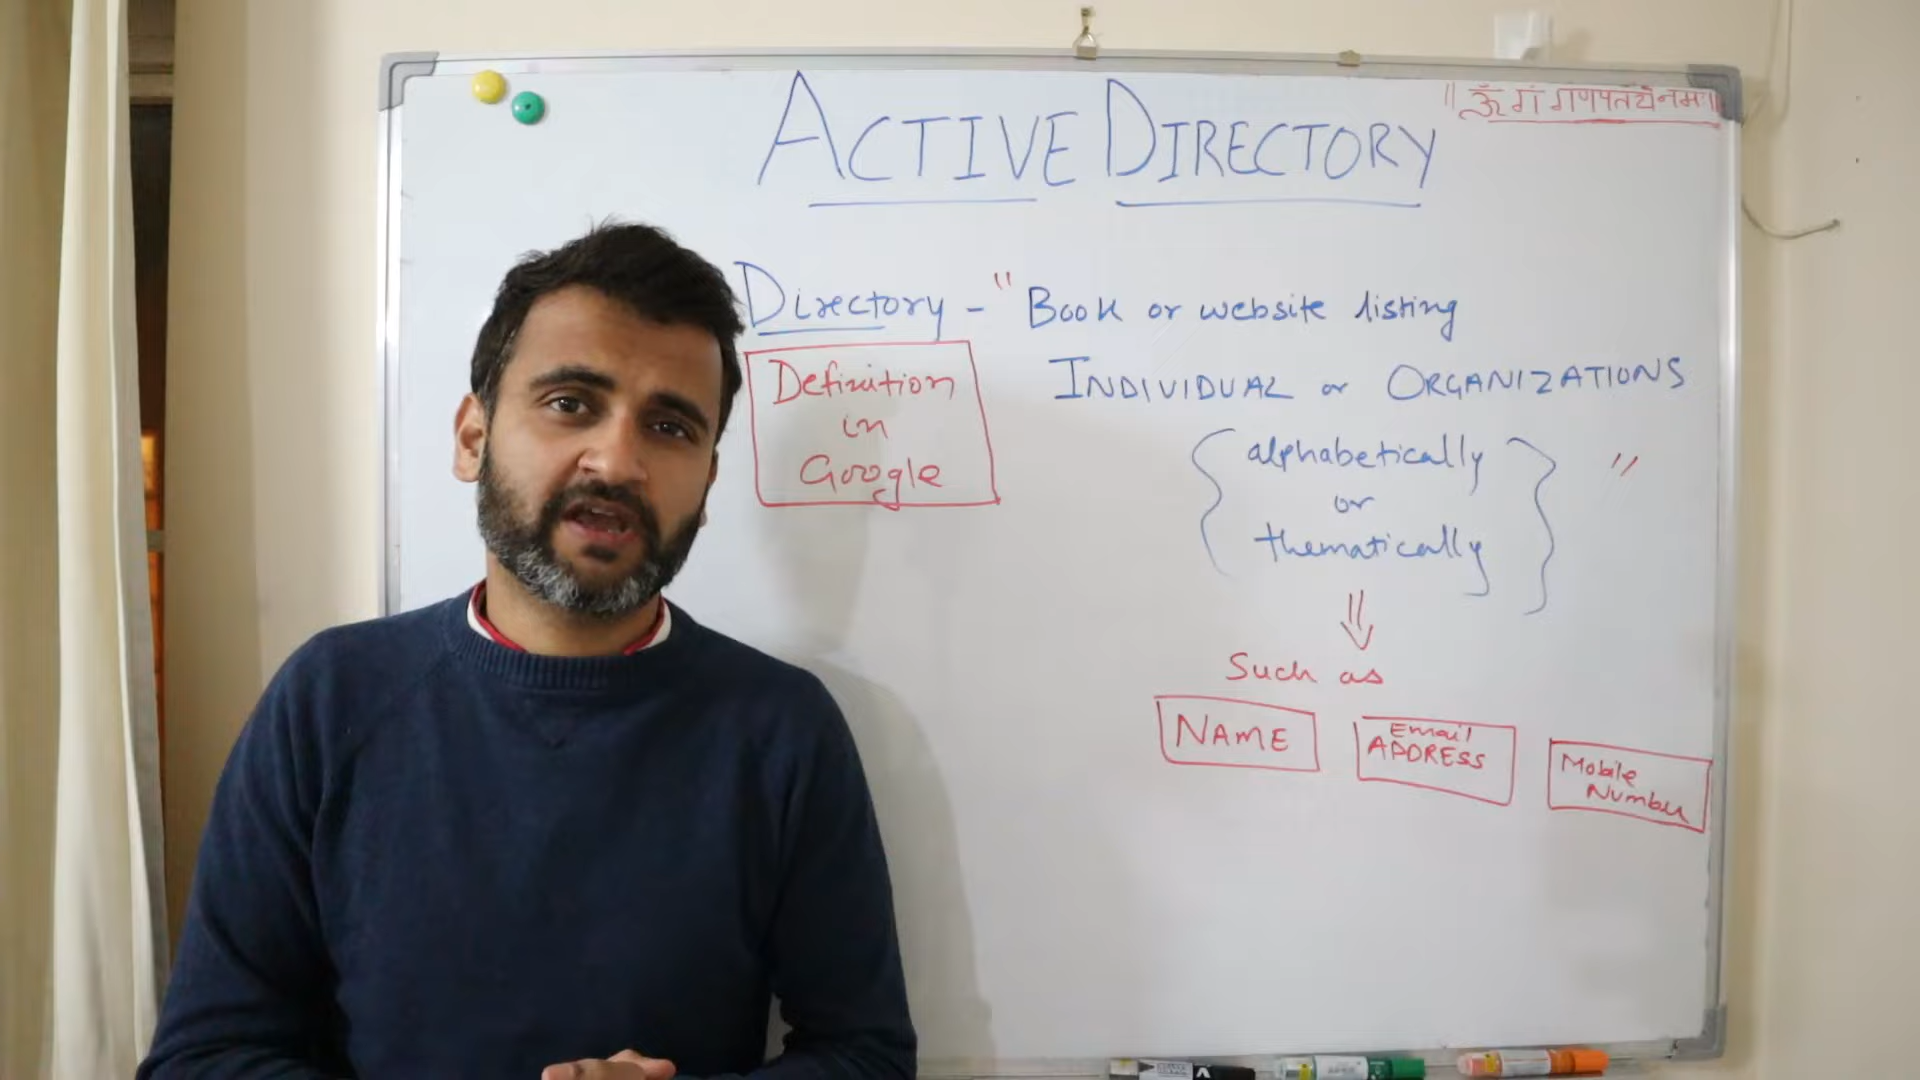 ॥ ॐ गं गणपतये नमः ॥
ACTIVE DIRECTORY
Directory - " Book or website listing
INDIVIDUAL or ORGANIZATIONS
{ alphabetically } "
or
thematically
Definition
in
Google
⇓
Such as
NAME
Email
ADDRESS
Mobile
Number